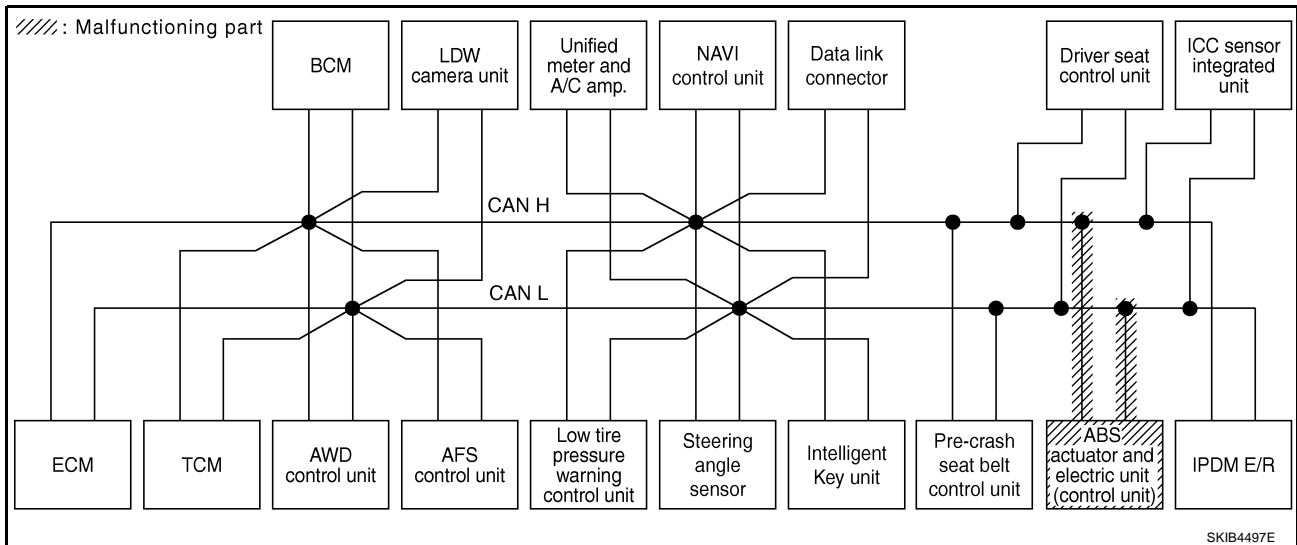 : Malfunctioning part
BCM
LDW
camera unit
Unified
meter and
A/C amp.
NAVI
control unit
Data link
connector
Driver seat
control unit
ICC sensor
integrated
unit
CAN H
CAN L
ECM
TCM
AWD
control unit
AFS
control unit
Low tire
pressure
warning
control unit
Steering
angle
sensor
Intelligent
Key unit
Pre-crash
seat belt
control unit
ABS
actuator and
electric unit
(control unit)
IPDM E/R
SKIB4497E